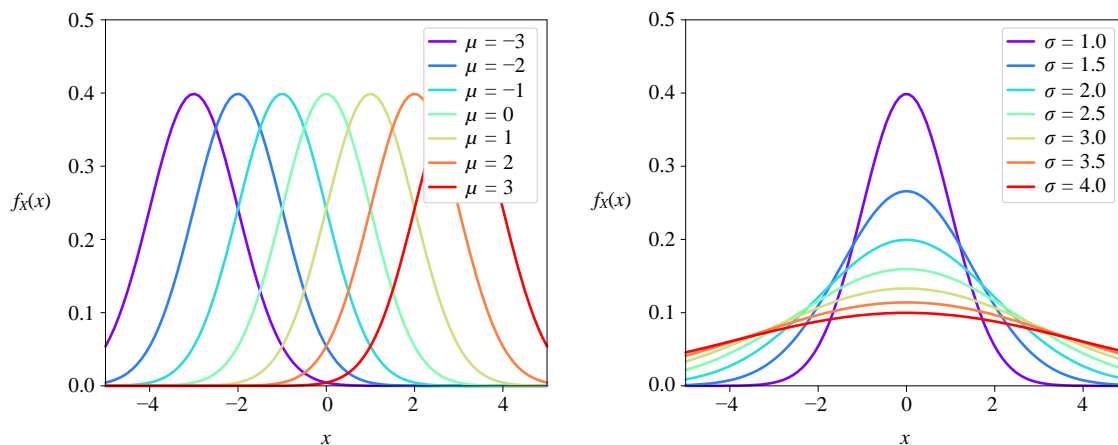 0.5
0.4
0.3
0.2
0.1
0.0
f_X(x)
−4
−2
0
2
4
x
μ = −3
μ = −2
μ = −1
μ = 0
μ = 1
μ = 2
μ = 3
0.5
0.4
0.3
0.2
0.1
0.0
f_X(x)
−4
−2
0
2
4
x
σ = 1.0
σ = 1.5
σ = 2.0
σ = 2.5
σ = 3.0
σ = 3.5
σ = 4.0